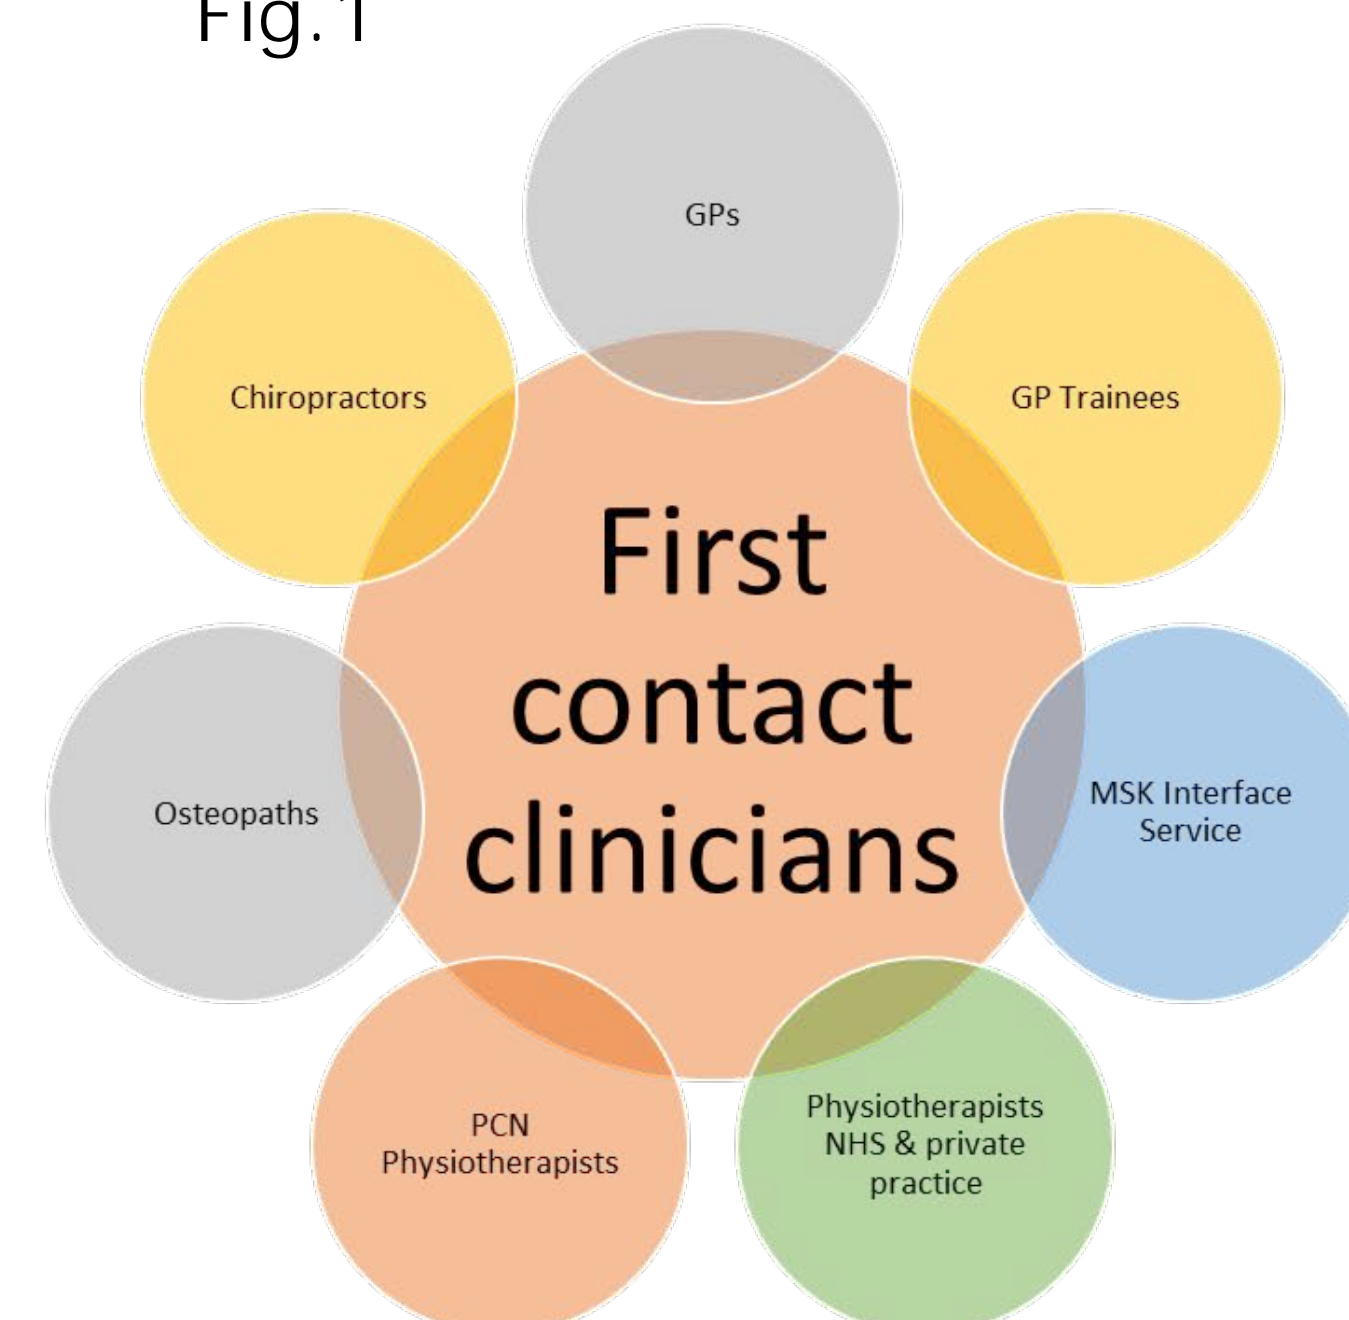 Fig.1
GPs
Chiropractors
GP Trainees
First
contact
clinicians
Osteopaths
MSK Interface
Service
PCN
Physiotherapists
Physiotherapists
NHS & private
practice